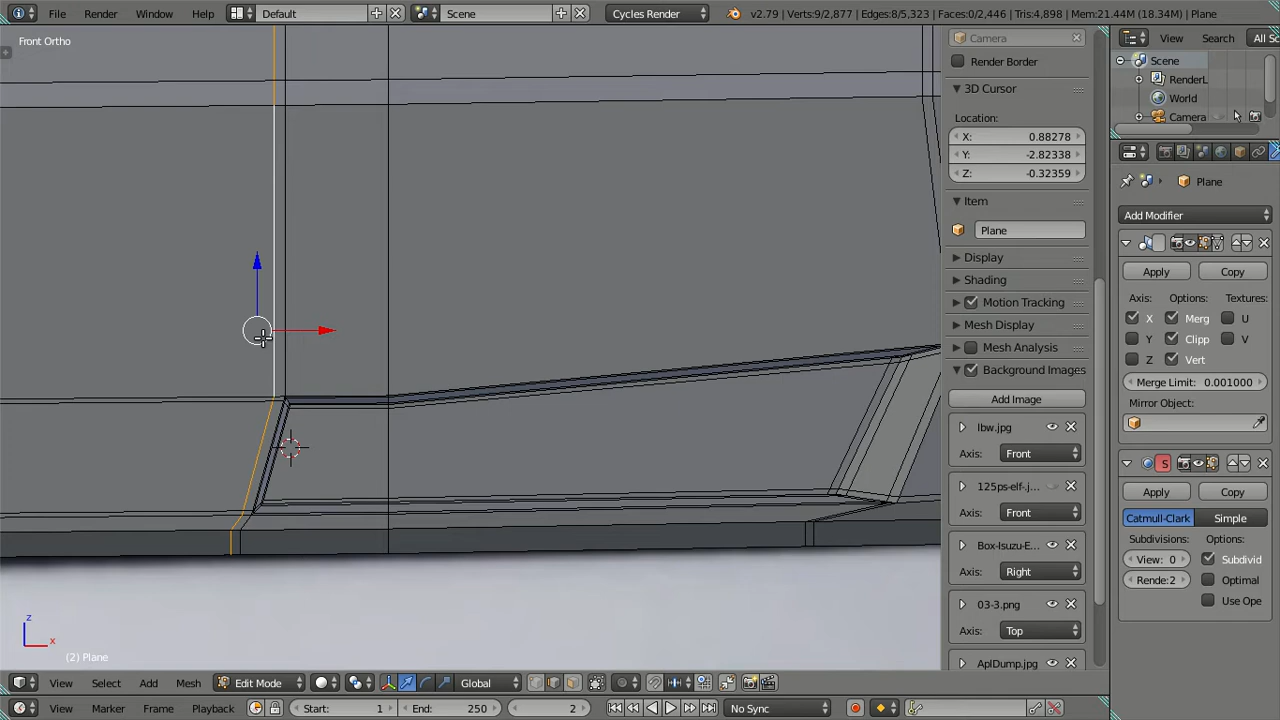 File Render Window Help Default Scene Cycles Render v2.79 | Verts:9/2,877 | Edges:8/5,323 | Faces:0/2,446 | Tris:4,898 | Mem:21.44M (18.34M) | Plane
Front Ortho
Camera
Render Border
3D Cursor
Location:
X: 0.88278
Y: -2.82338
Z: -0.32359
Item
Plane
Display
Shading
Motion Tracking
Mesh Display
Mesh Analysis
Background Images
Add Image
lbw.jpg
Axis: Front
125ps-elf-.j...
Axis: Front
Box-Isuzu-E...
Axis: Right
03-3.png
Axis: Top
AplDump.jpg
View Search All Sc
Scene
RenderL
World
Camera
Plane
Add Modifier
Apply Copy
Axis: Options: Textures:
X Merg U
Y Clipp V
Z Vert
Merge Limit: 0.001000
Mirror Object:
S
Apply Copy
Catmull-Clark Simple
Subdivisions: Options:
View: 0 Subdivid
Rende:2 Optimal
Use Ope
z
x
(2) Plane
View Select Add Mesh Edit Mode Global
View Marker Frame Playback Start: 1 End: 250 2 No Sync